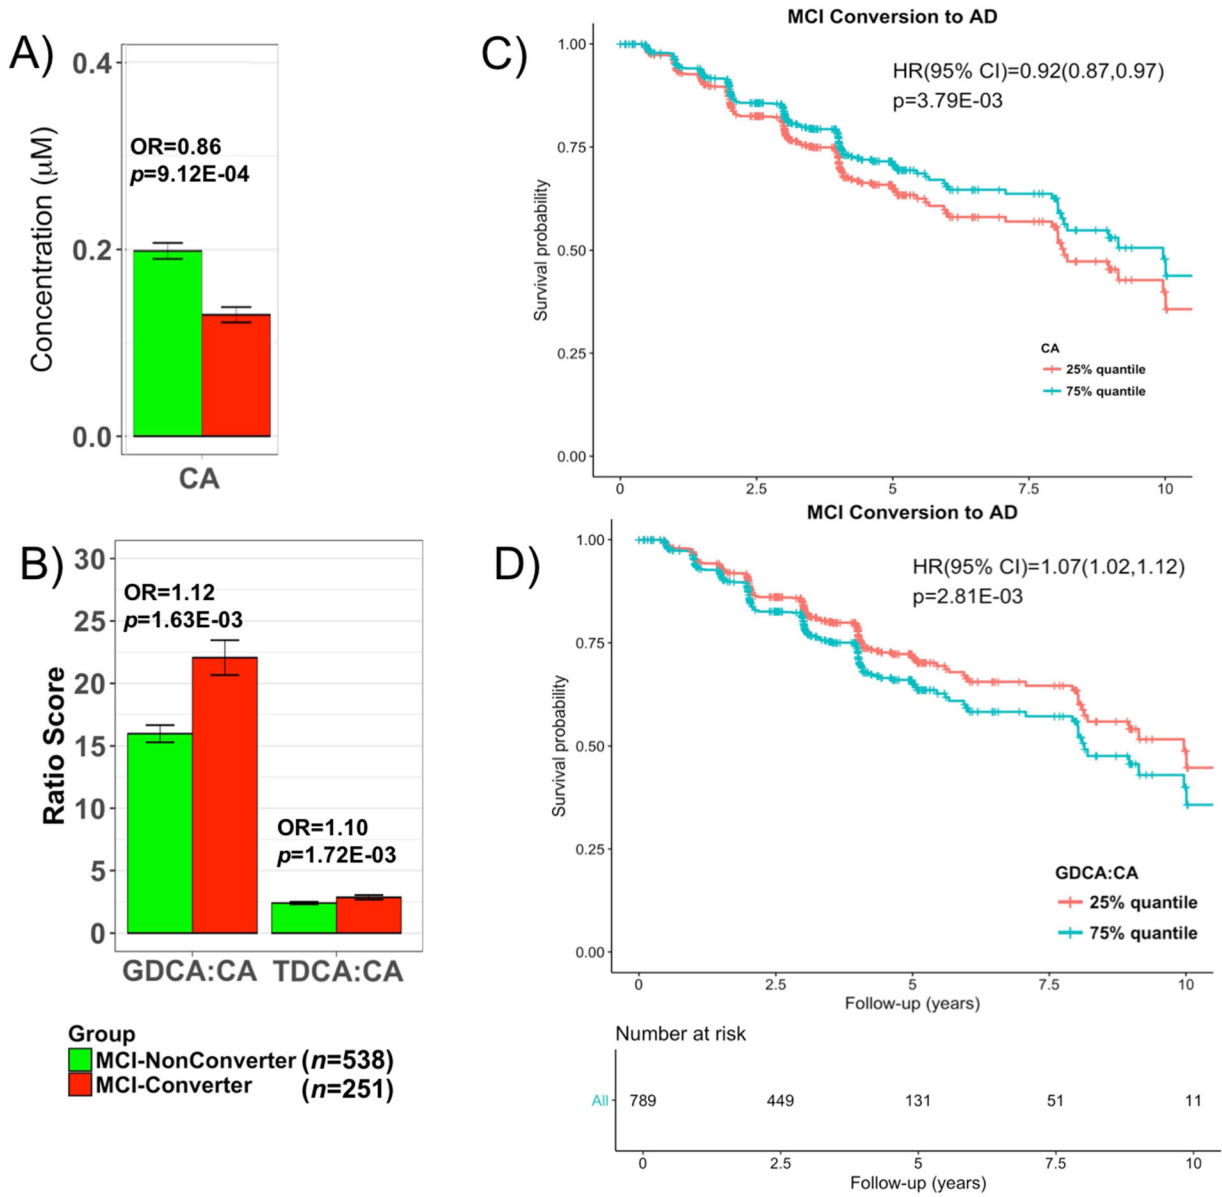 A)
Concentration (μM)
0.4
0.2
0.0
OR=0.86
p=9.12E-04
CA
C)
MCI Conversion to AD
Survival probability
1.00
0.75
0.50
0.25
0.00
HR(95% CI)=0.92(0.87,0.97)
p=3.79E-03
CA
25% quantile
75% quantile
0 2.5 5 7.5 10
B)
Ratio Score
30
25
20
15
10
5
0
OR=1.12
p=1.63E-03
OR=1.10
p=1.72E-03
GDCA:CA TDCA:CA
Group
MCI-NonConverter (n=538)
MCI-Converter (n=251)
D)
MCI Conversion to AD
Survival probability
1.00
0.75
0.50
0.25
0.00
HR(95% CI)=1.07(1.02,1.12)
p=2.81E-03
GDCA:CA
25% quantile
75% quantile
0 2.5 5 7.5 10
Follow-up (years)
Number at risk
All 789 449 131 51 11
0 2.5 5 7.5 10
Follow-up (years)